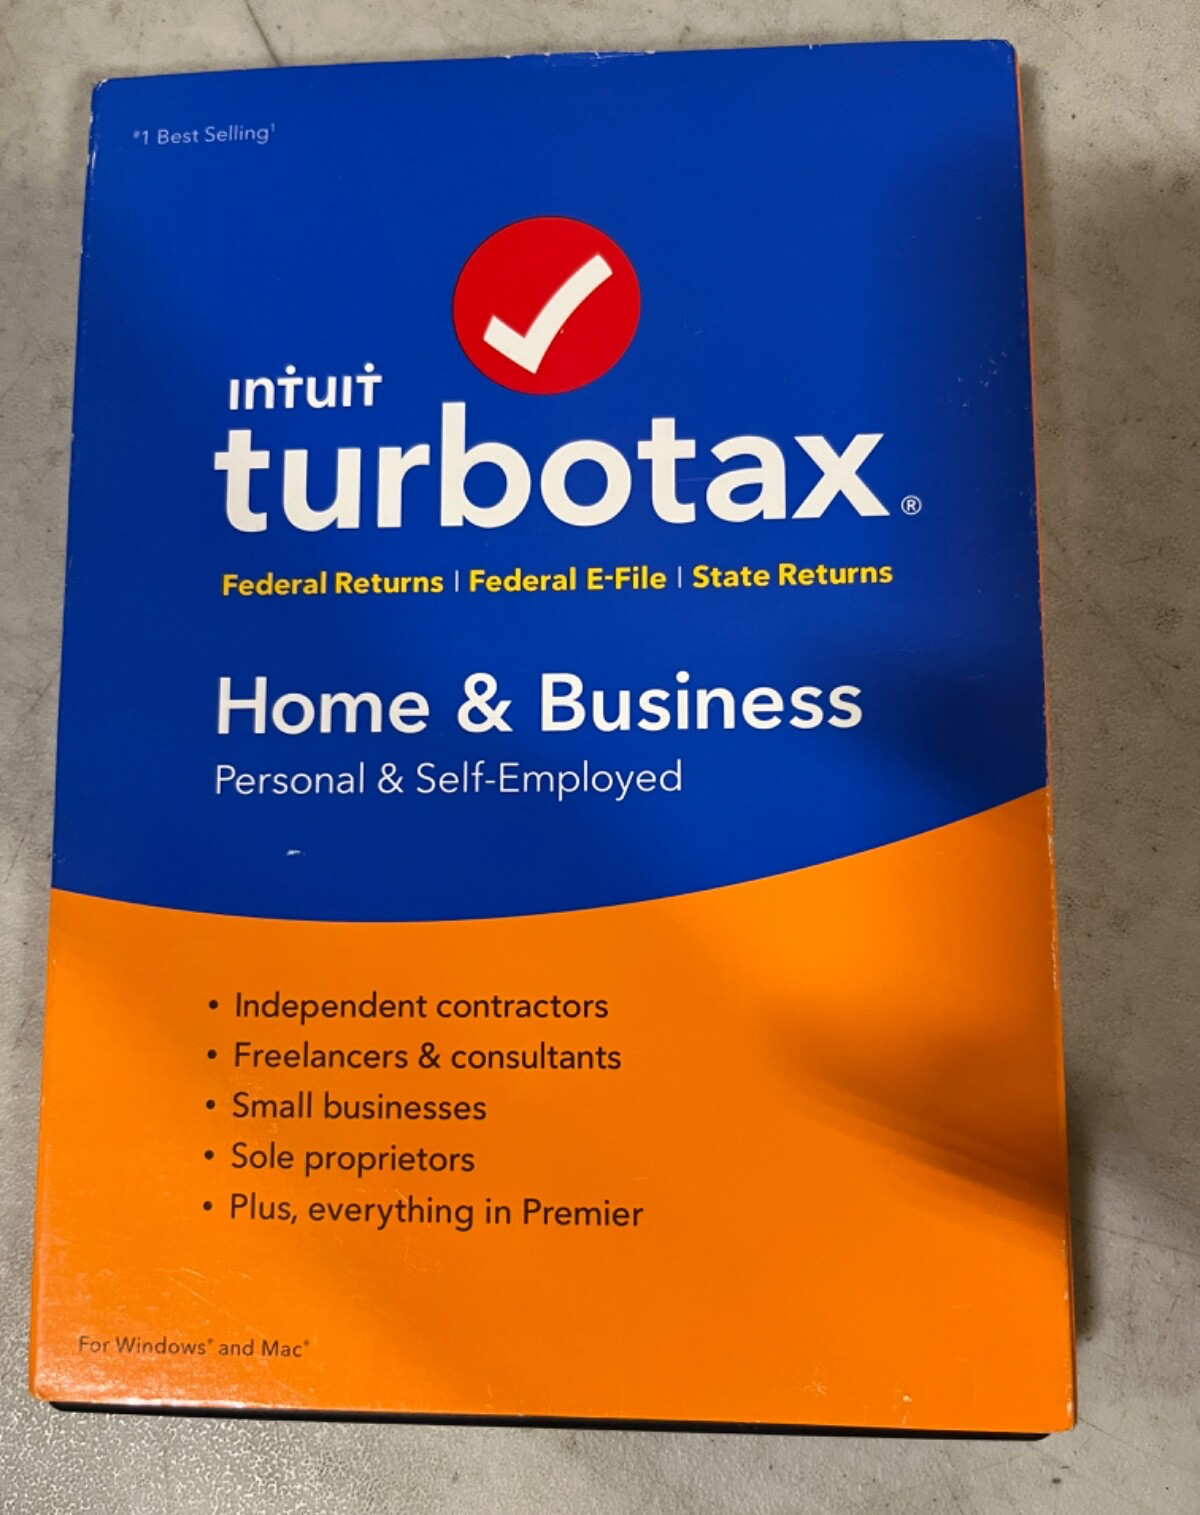 #1 Best Selling¹
intuit
turbotax®
Federal Returns | Federal E-File | State Returns
Home & Business
Personal & Self-Employed
• Independent contractors
• Freelancers & consultants
• Small businesses
• Sole proprietors
• Plus, everything in Premier
For Windows® and Mac®